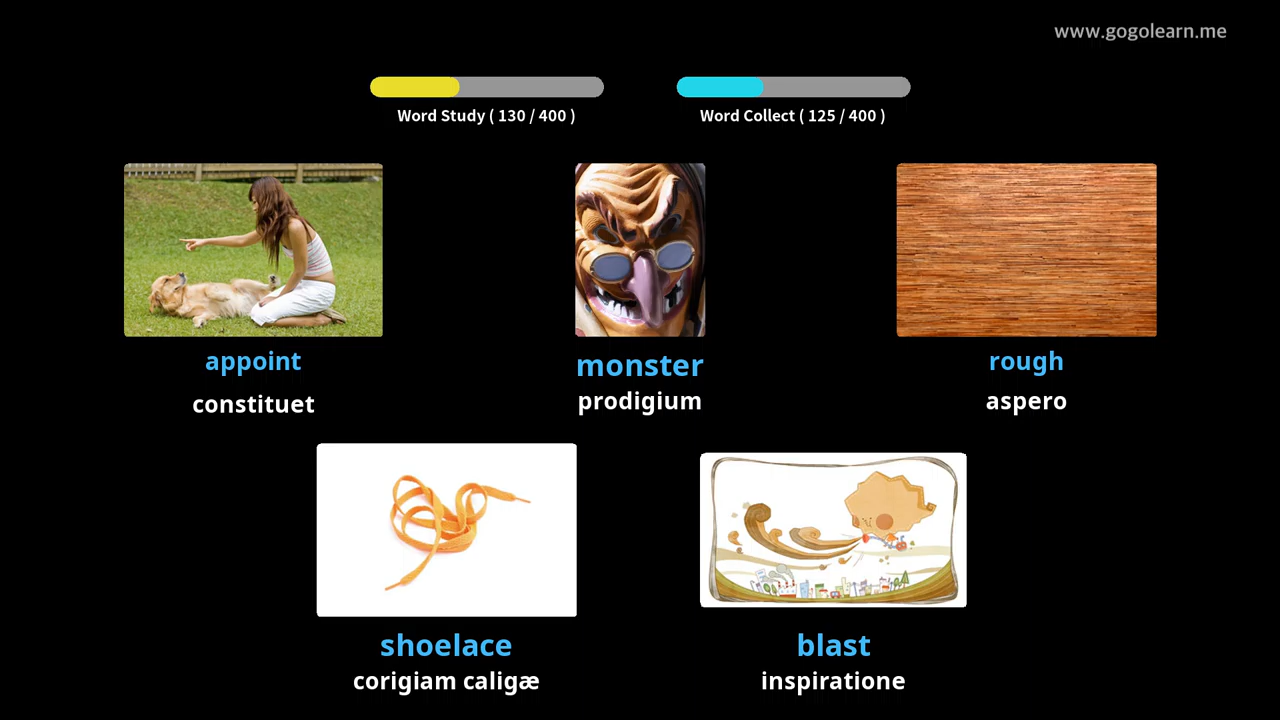 www.gogolearn.me
Word Study ( 130 / 400 )
Word Collect ( 125 / 400 )
appoint
constituet
monster
prodigium
rough
aspero
shoelace
corigiam caligæ
blast
inspiratione